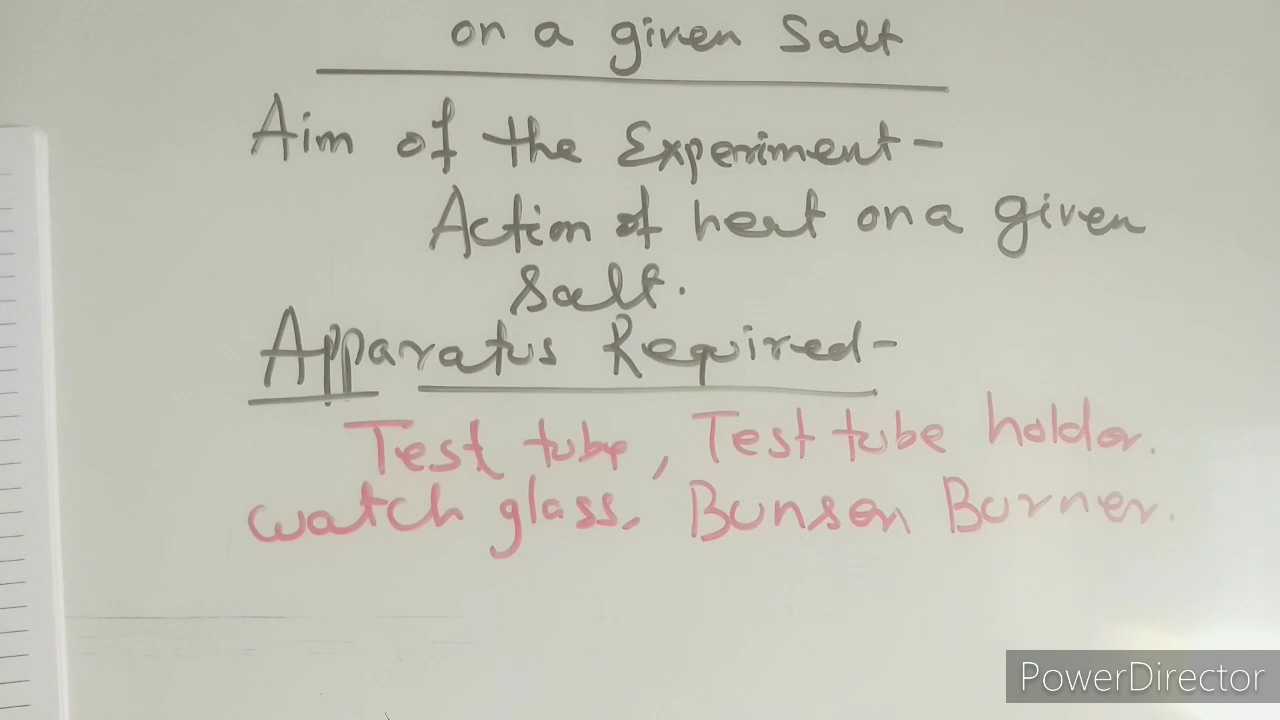 on a given Salt
Aim of the Experiment-
Action of heat on a given
salt.
Apparatus Required-
Test tube, Test tube holder.
watch glass, Bunsen Burner.
PowerDirector